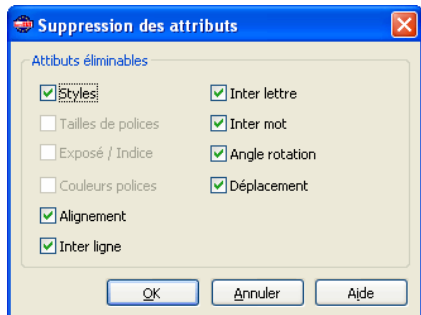 Suppression des attributs
Attibuts éliminables
Styles
Inter lettre
Tailles de polices
Inter mot
Exposé / Indice
Angle rotation
Couleurs polices
Déplacement
Alignement
Inter ligne
OK
Annuler
Aide